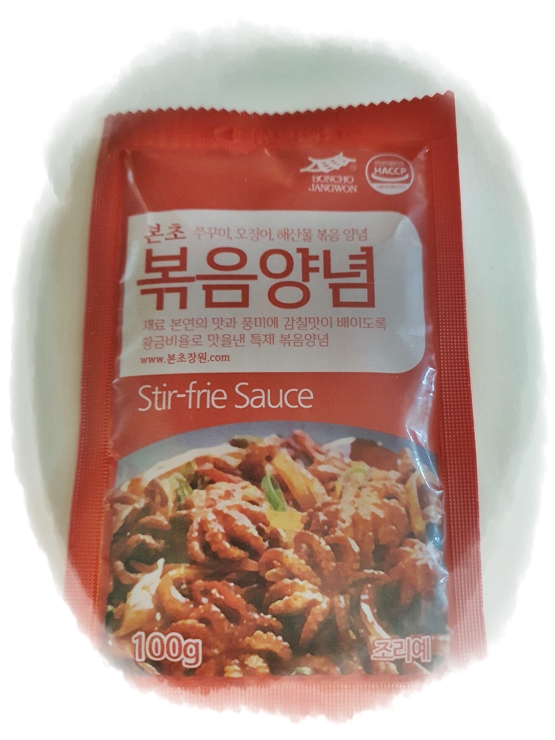 BONCHO
JANGWON
HACCP
본초 쭈꾸미, 오징어, 해산물 볶음 양념
볶음양념
재료 본연의 맛과 풍미에 감칠맛이 배이도록
황금비율로 맛을낸 특제 볶음양념
www.본초장원.com
Stir-frie Sauce
100g
조리예